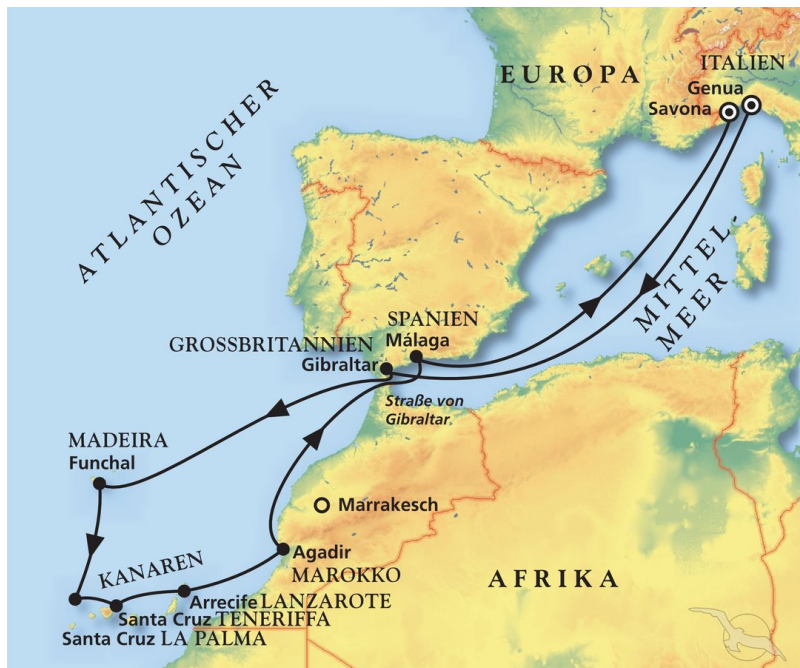 ITALIEN
EUROPA
Genua
Savona
ATLANTISCHER
OZEAN
MITTEL-
MEER
SPANIEN
GROSSBRITANNIEN
Málaga
Gibraltar
Straße von
Gibraltar
MADEIRA
Funchal
Marrakesch
Agadir
KANAREN
MAROKKO
AFRIKA
Arrecife LANZAROTE
Santa Cruz TENERIFFA
Santa Cruz LA PALMA